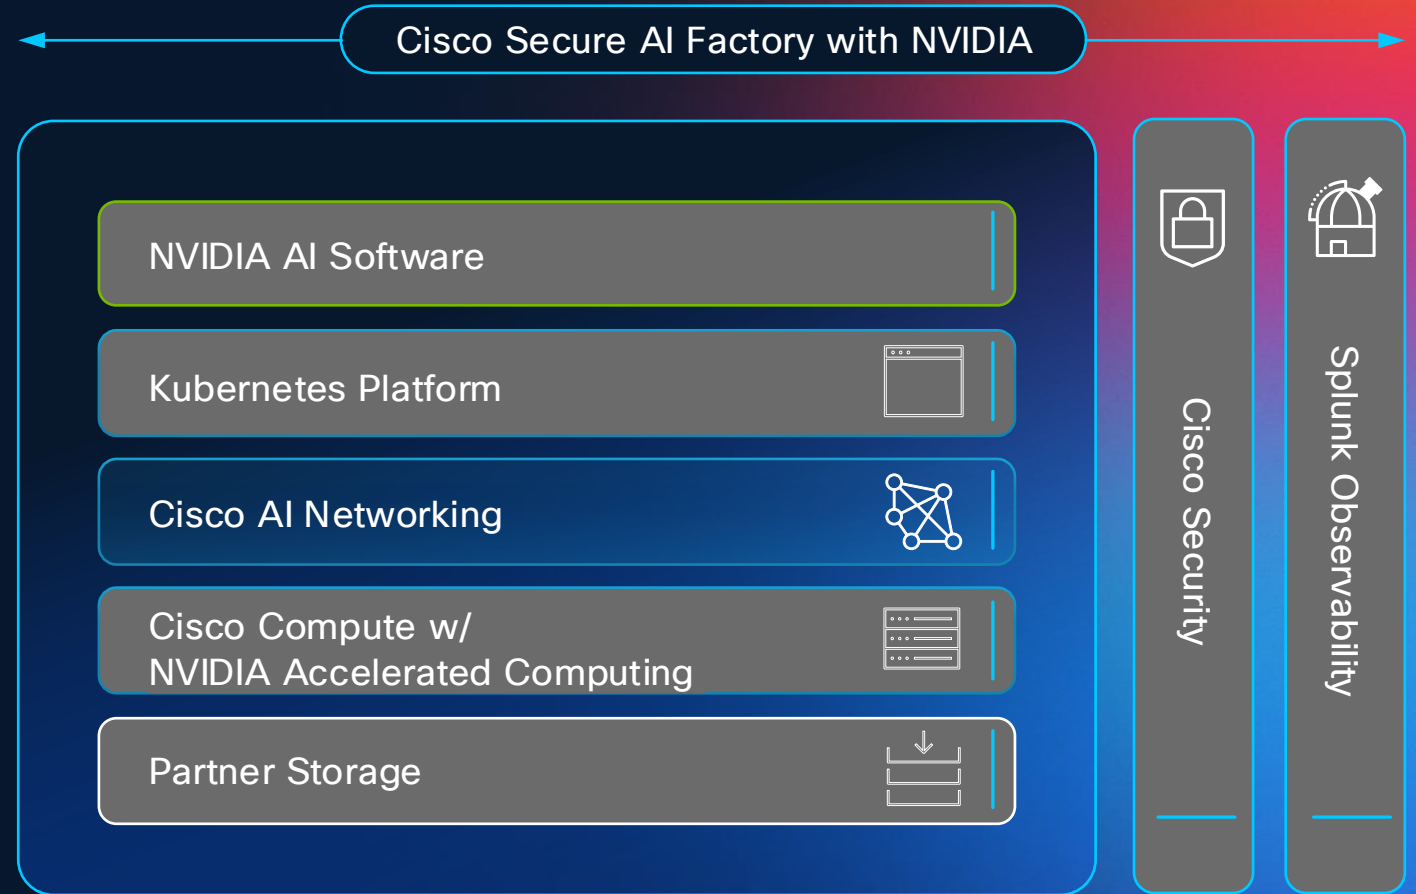 Cisco Secure AI Factory with NVIDIA
NVIDIA AI Software
Kubernetes Platform
Cisco AI Networking
Cisco Compute w/
NVIDIA Accelerated Computing
Partner Storage
Cisco Security
Splunk Observability